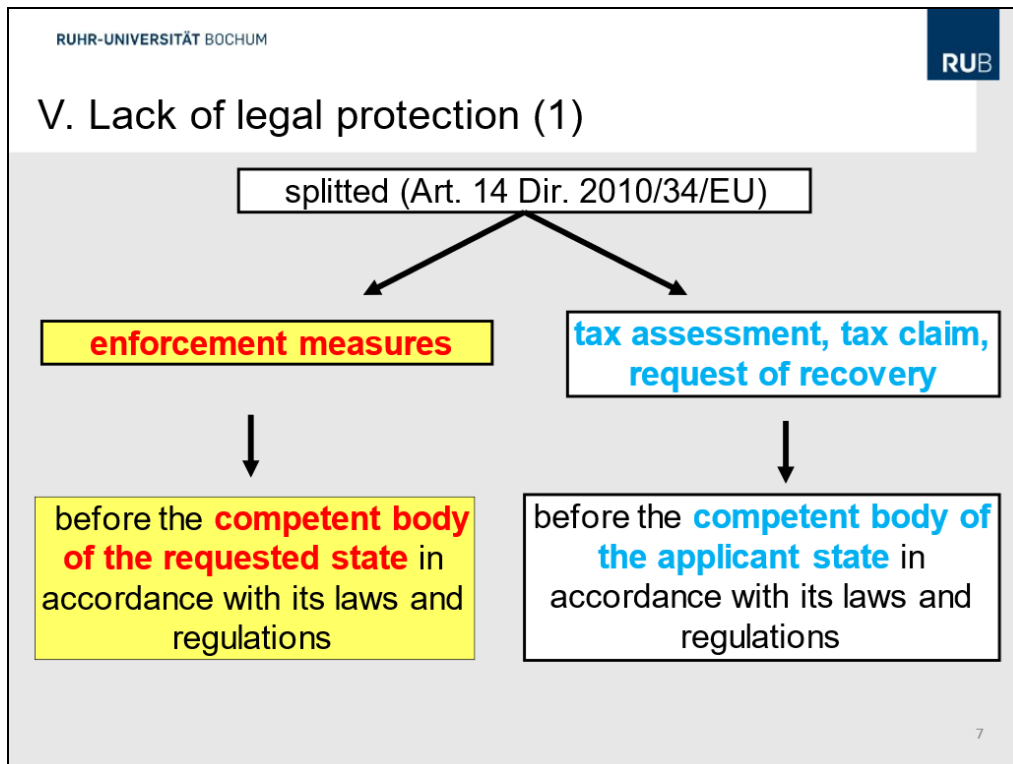 RUHR-UNIVERSITÄT BOCHUM
RUB
V. Lack of legal protection (1)
splitted (Art. 14 Dir. 2010/34/EU)
enforcement measures
tax assessment, tax claim,
request of recovery
before the competent body
of the requested state in
accordance with its laws and
regulations
before the competent body of
the applicant state in
accordance with its laws and
regulations
7